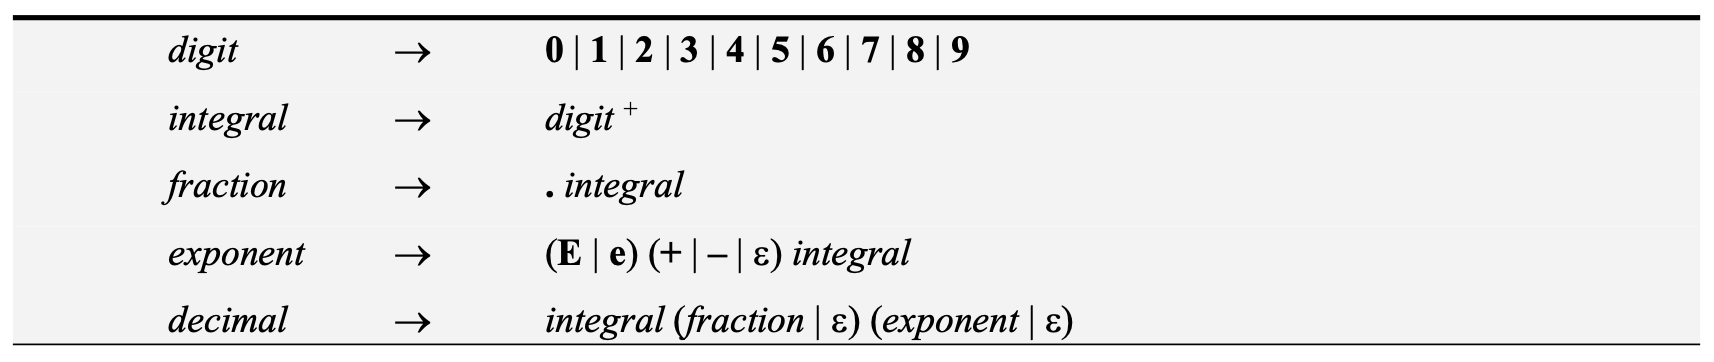 digit → 0 | 1 | 2 | 3 | 4 | 5 | 6 | 7 | 8 | 9
integral → digit +
fraction → . integral
exponent → (E | e) (+ | – | ε) integral
decimal → integral (fraction | ε) (exponent | ε)